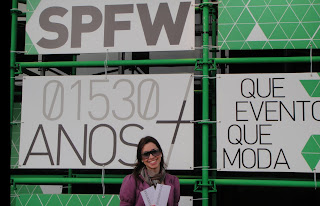 SPFW
01530
ANOS
QUE
EVENTO
QUE
MODA